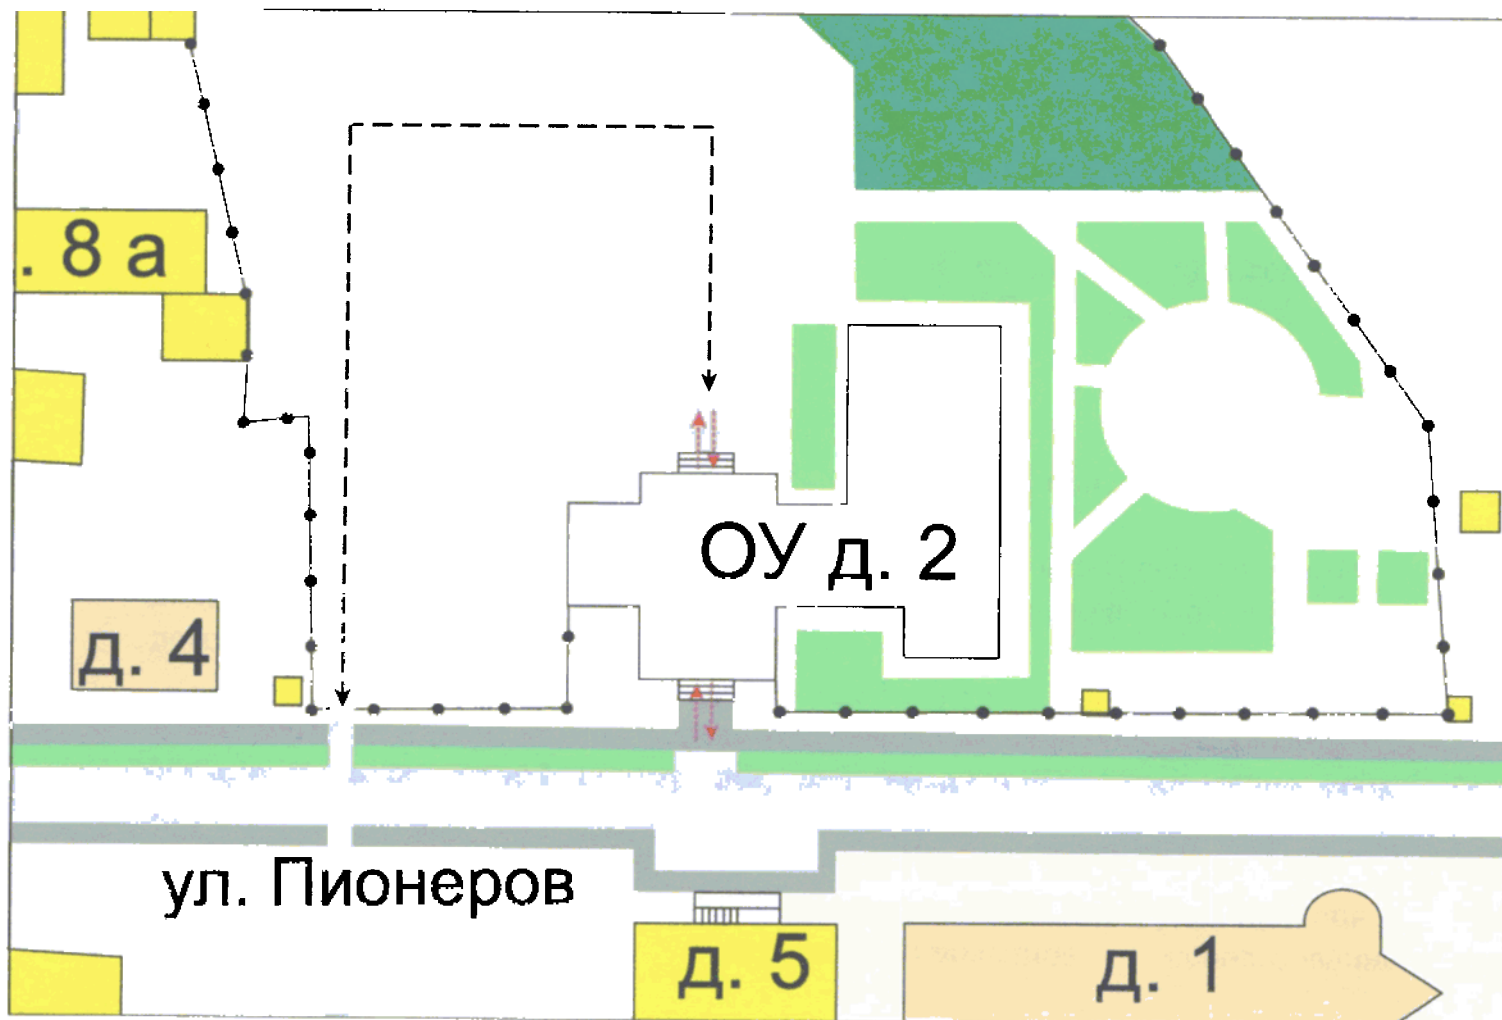 . 8 а
ОУ д. 2
д. 4
ул. Пионеров
д. 5
д. 1